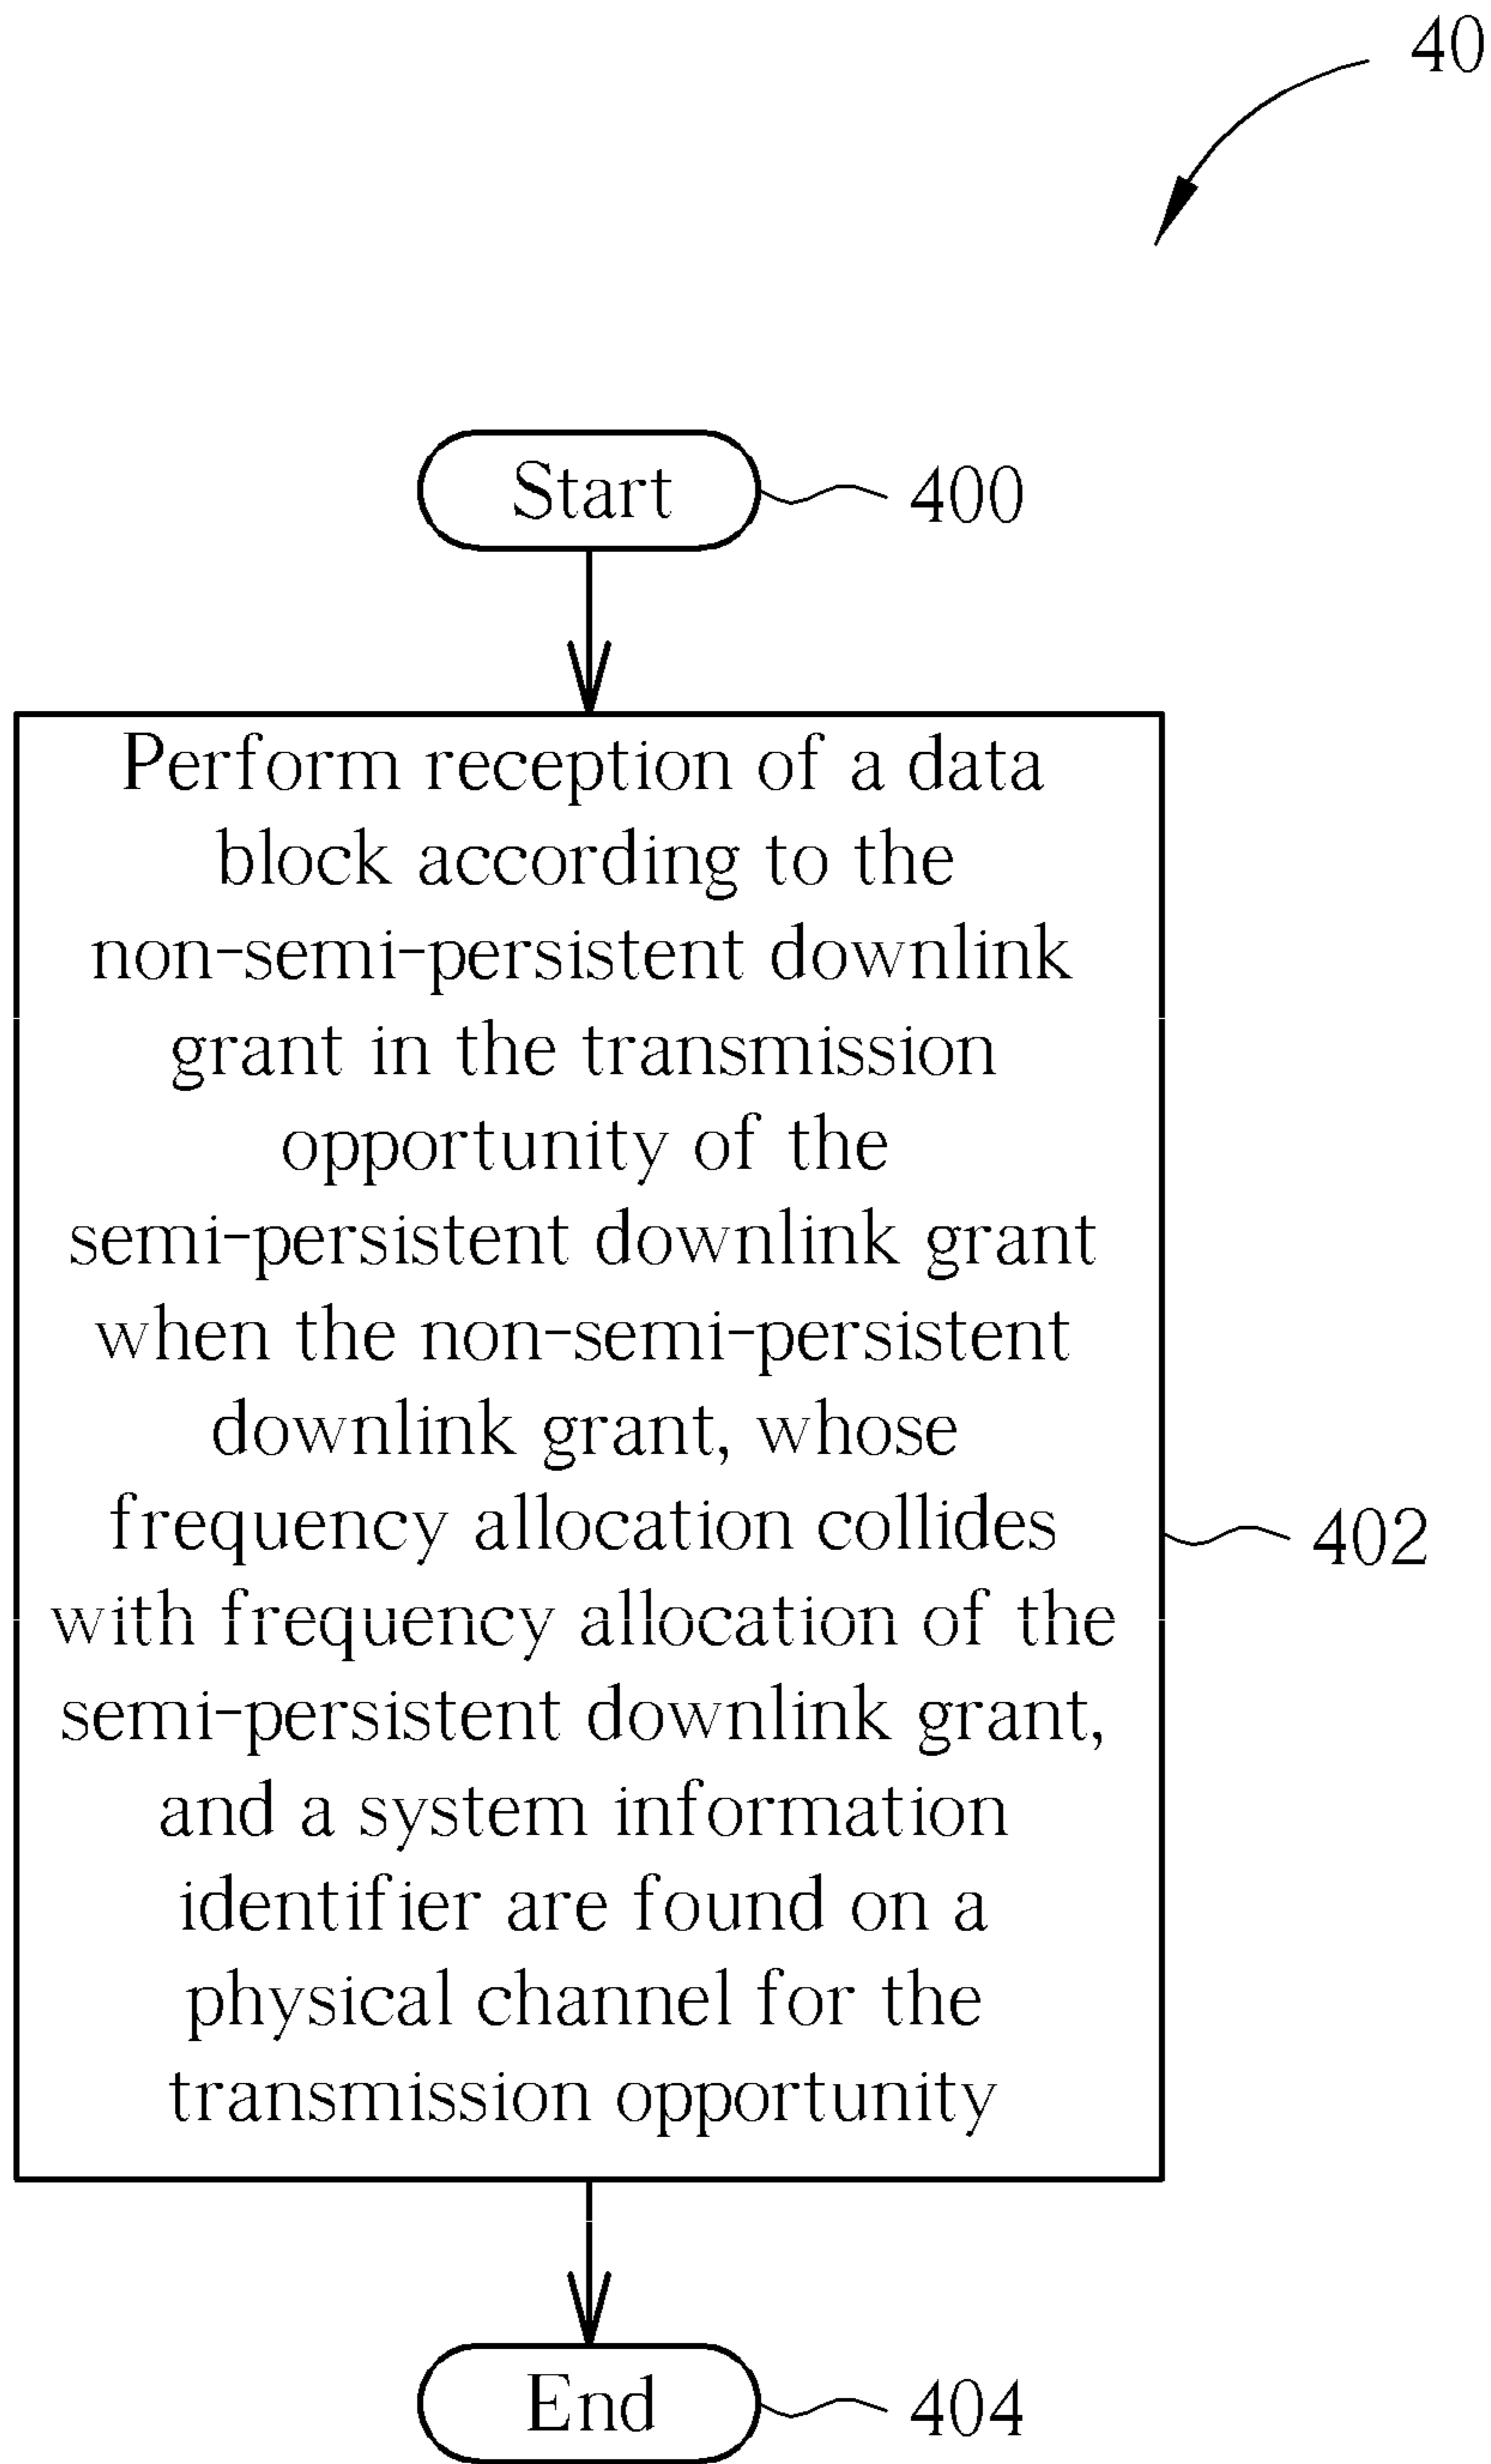 40
Start
400
Perform reception of a data
block according to the
non-semi-persistent downlink
grant in the transmission
opportunity of the
semi-persistent downlink grant
when the non-semi-persistent
downlink grant, whose
frequency allocation collides
with frequency allocation of the
semi-persistent downlink grant,
and a system information
identifier are found on a
physical channel for the
transmission opportunity
402
End
404